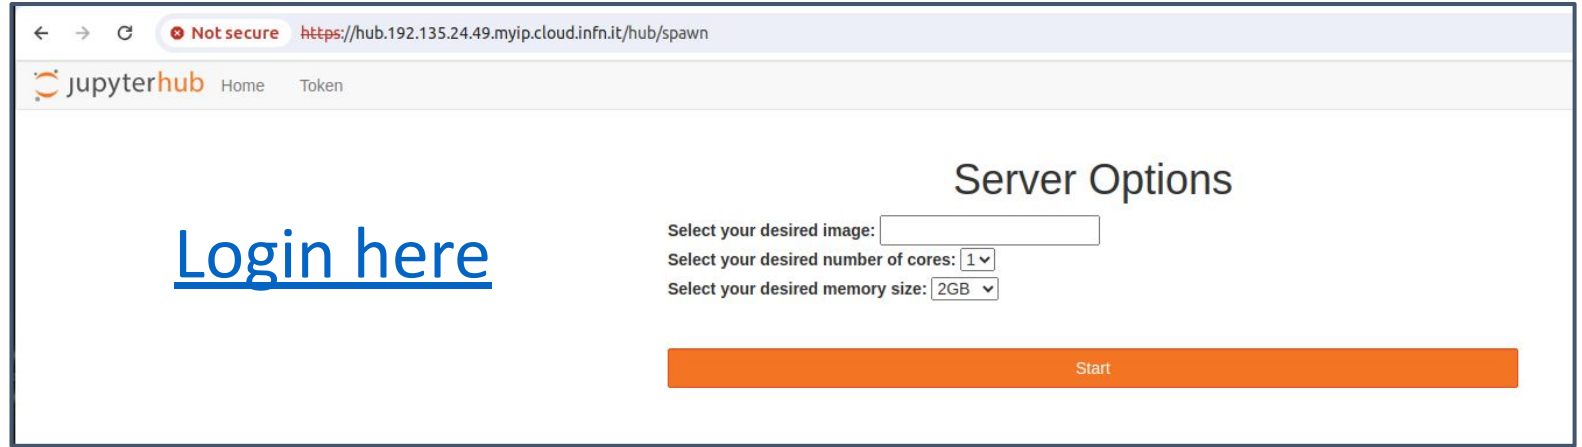 Not secure https://hub.192.135.24.49.myip.cloud.infn.it/hub/spawn
jupyterhub Home Token
Server Options
Login here
Select your desired image:
Select your desired number of cores: 1
Select your desired memory size: 2GB
Start